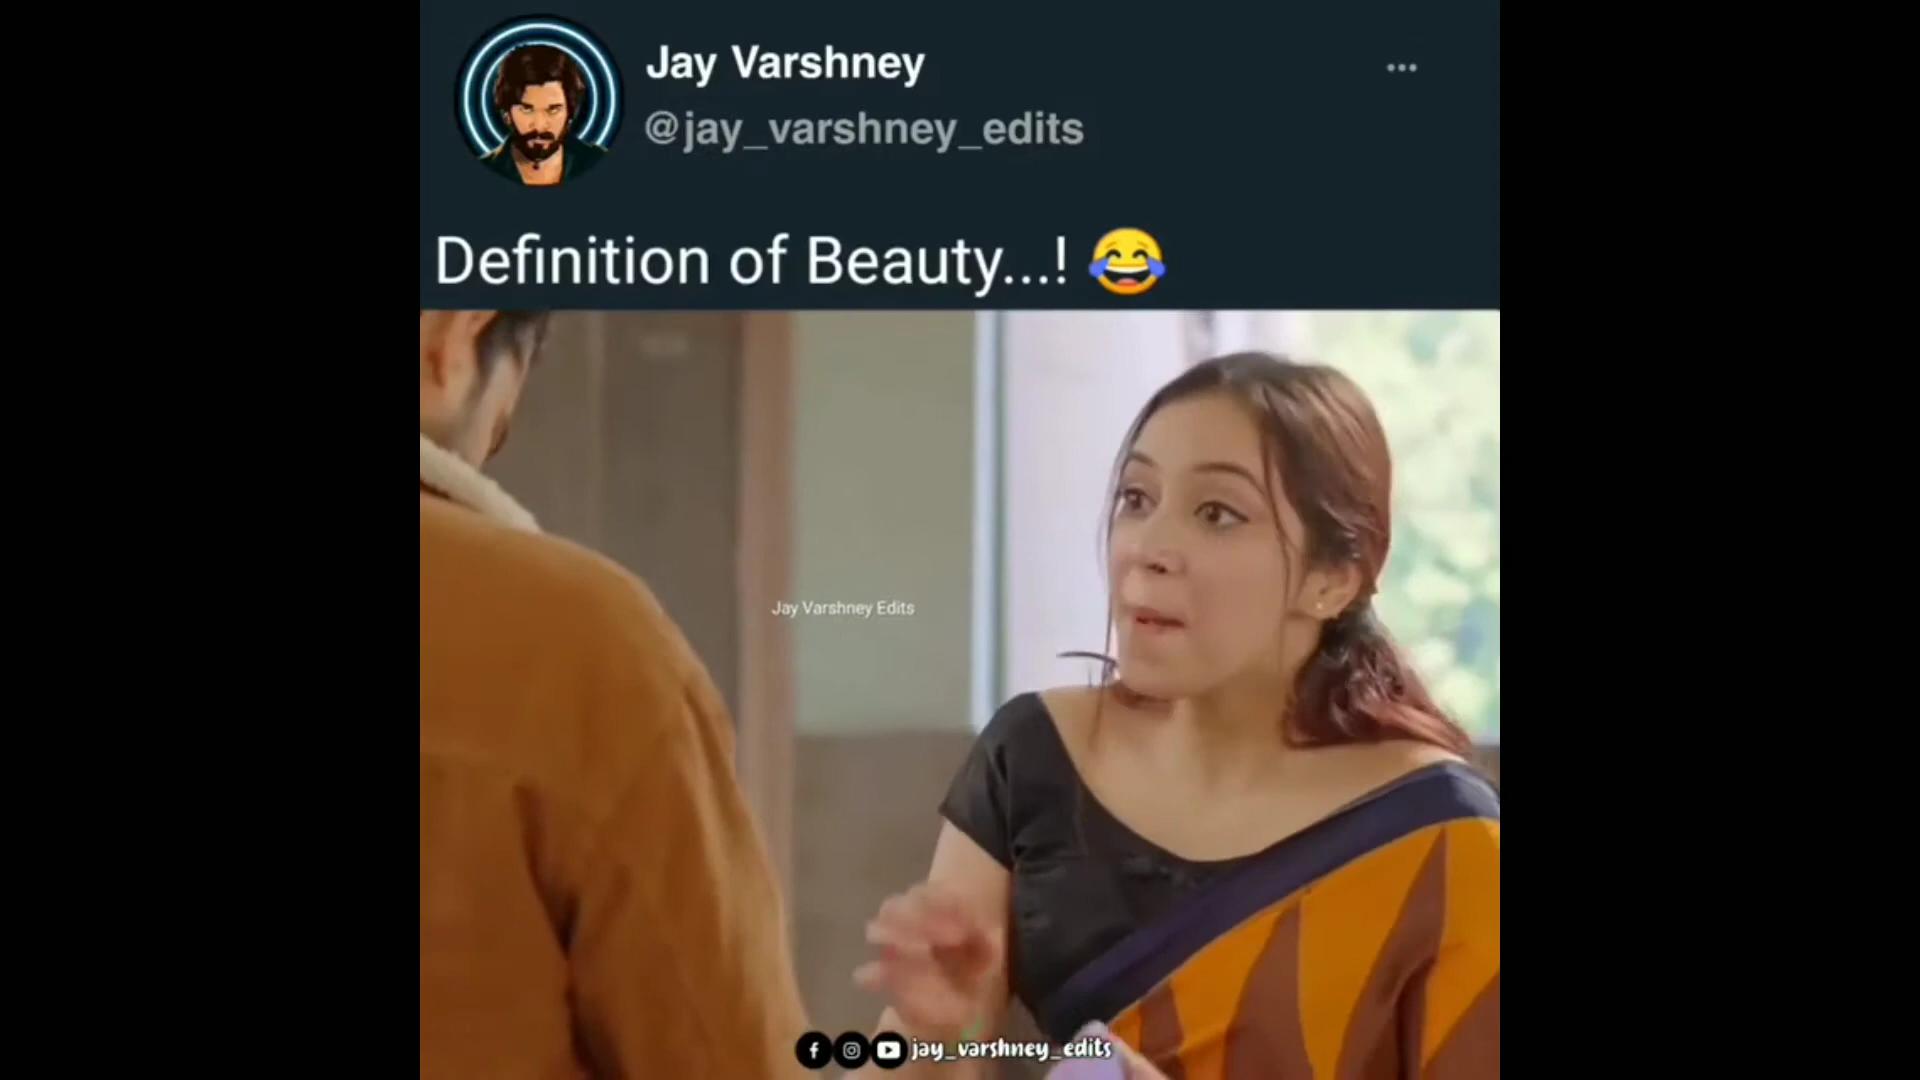 Jay Varshney
@jay_varshney_edits
Definition of Beauty...! 😂
Jay Varshney Edits
jay_varshney_edits